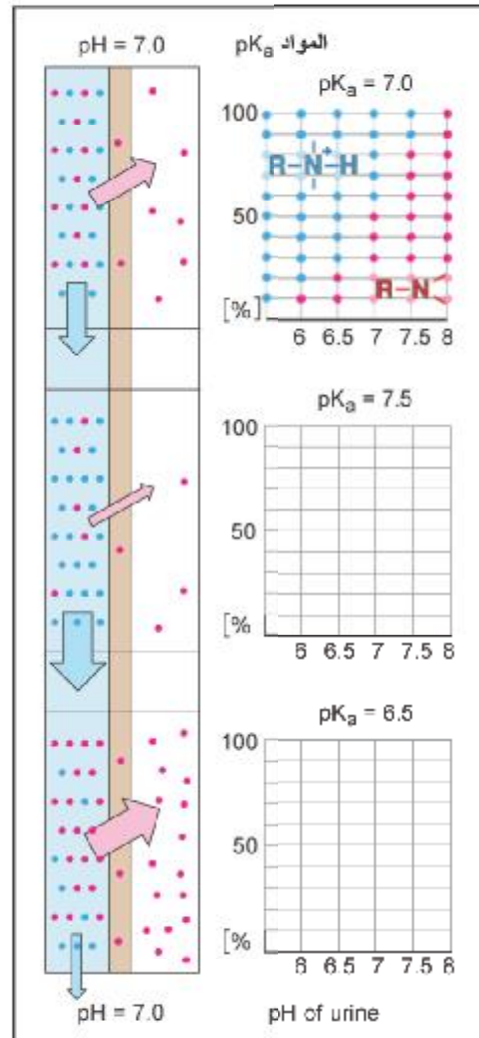 pH = 7.0
pKa المواد
pKa = 7.0
100
50
[%]
R–N⁺–H
R–N
6 6.5 7 7.5 8
pKa = 7.5
100
50
[%
6 6.5 7 7.5 8
pKa = 6.5
100
50
[%
6 6.5 7 7.5 8
pH = 7.0
pH of urine